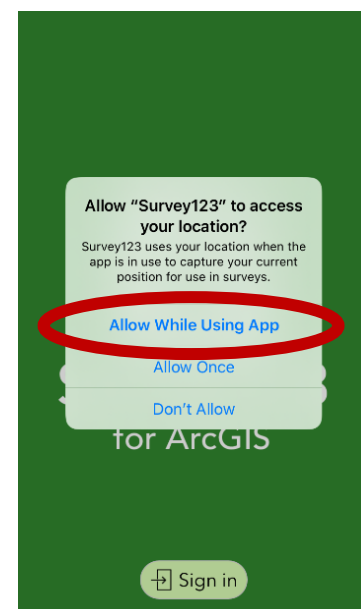 Allow “Survey123” to access
your location?
Survey123 uses your location when the
app is in use to capture your current
position for use in surveys.
Allow While Using App
Allow Once
Don’t Allow
for ArcGIS
Sign in